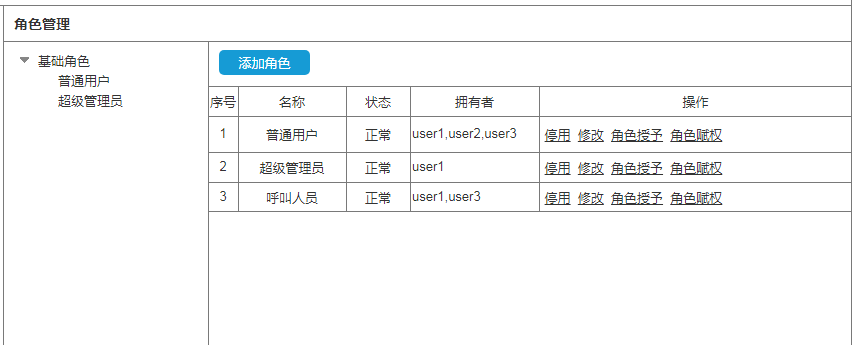 角色管理
基础角色
普通用户
超级管理员
添加角色
序号 名称 状态 拥有者 操作
1 普通用户 正常 user1,user2,user3 停用 修改 角色授予 角色赋权
2 超级管理员 正常 user1 停用 修改 角色授予 角色赋权
3 呼叫人员 正常 user1,user3 停用 修改 角色授予 角色赋权